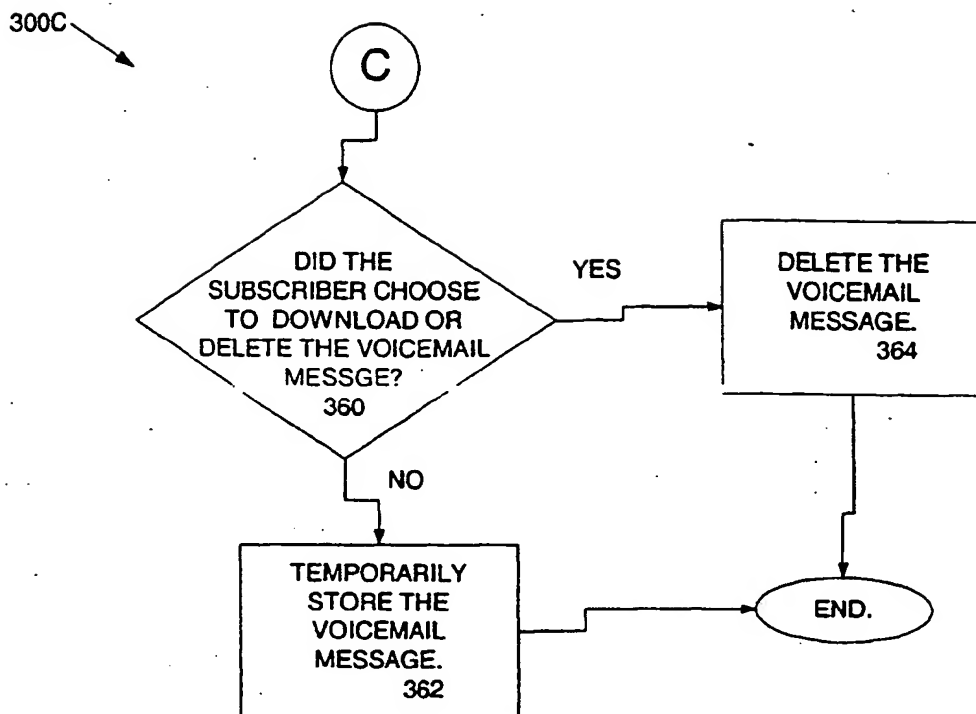 300C
C
DID THE
SUBSCRIBER CHOOSE
TO DOWNLOAD OR
DELETE THE VOICEMAIL
MESSGE?
360
YES
DELETE THE
VOICEMAIL
MESSAGE.
364
NO
TEMPORARILY
STORE THE
VOICEMAIL
MESSAGE.
362
END.